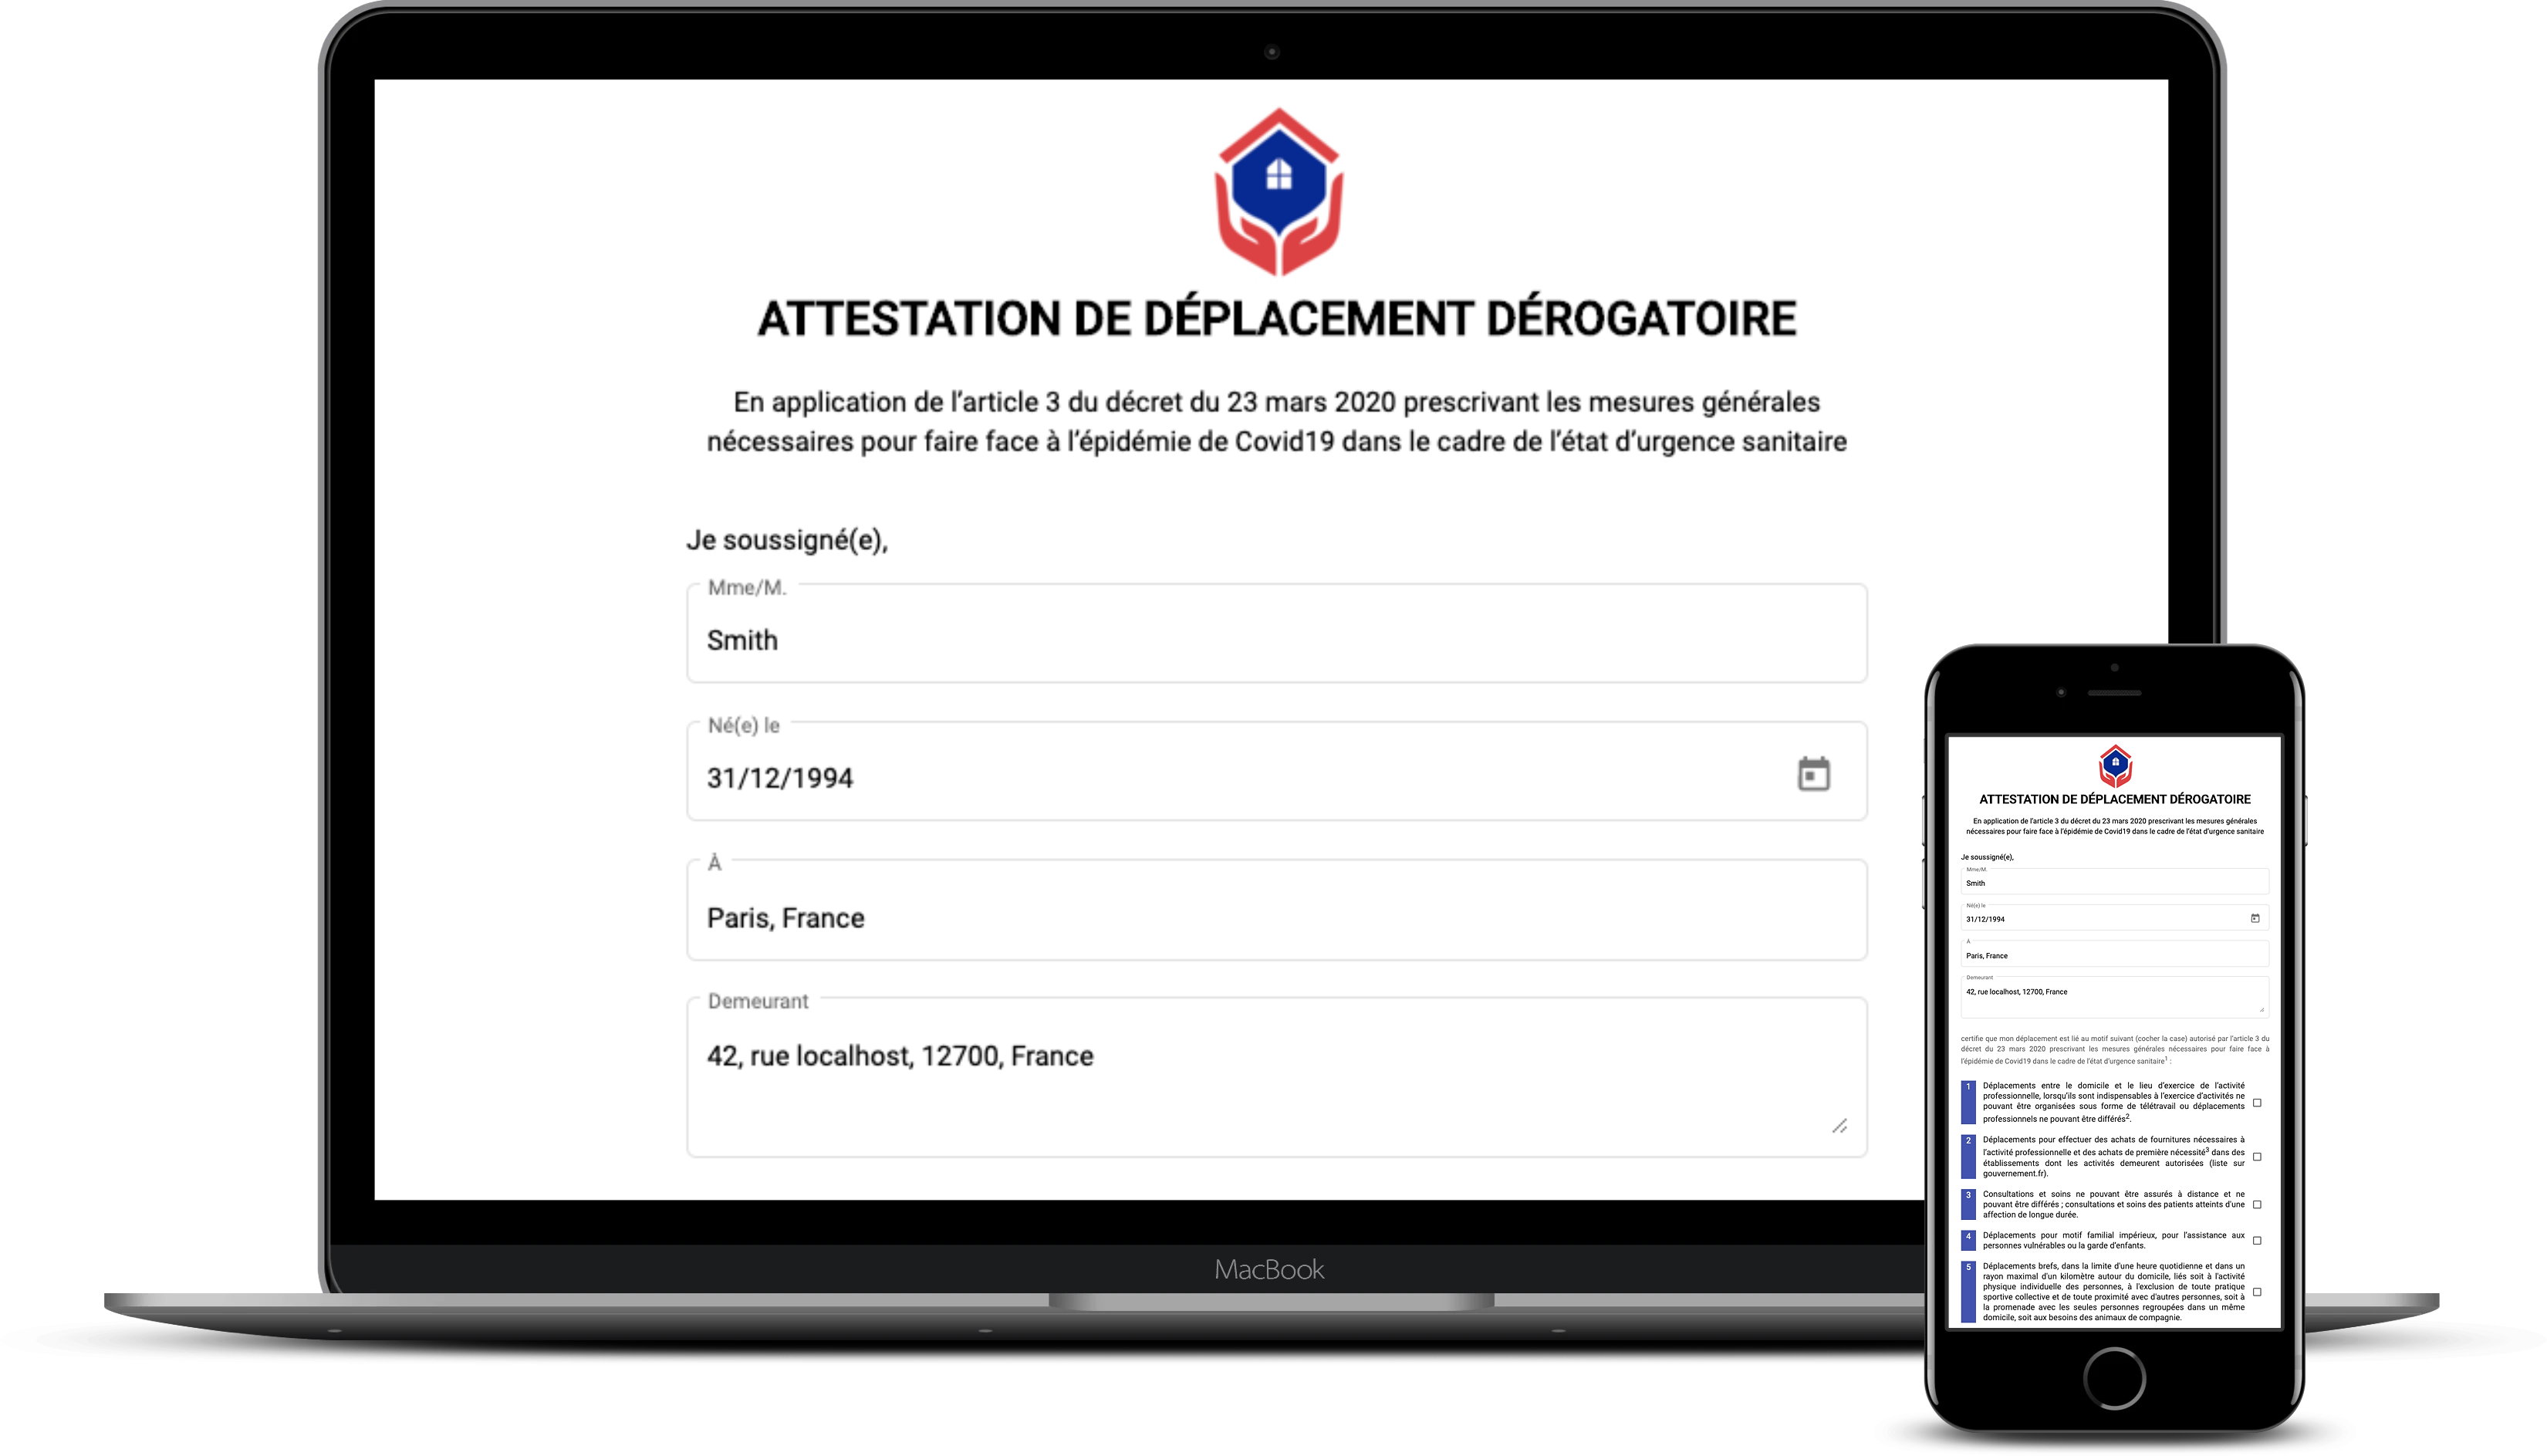 ATTESTATION DE DÉPLACEMENT DÉROGATOIRE
En application de l’article 3 du décret du 23 mars 2020 prescrivant les mesures générales
nécessaires pour faire face à l’épidémie de Covid19 dans le cadre de l’état d’urgence sanitaire
Je soussigné(e),
Mme/M.
Smith
Né(e) le
31/12/1994
À
Paris, France
Demeurant
42, rue localhost, 12700, France
MacBook
ATTESTATION DE DÉPLACEMENT DÉROGATOIRE
En application de l’article 3 du décret du 23 mars 2020 prescrivant les mesures générales
nécessaires pour faire face à l’épidémie de Covid19 dans le cadre de l’état d’urgence sanitaire
Je soussigné(e),
Mme/M.
Smith
Né(e) le
31/12/1994
À
Paris, France
Demeurant
42, rue localhost, 12700, France
certifie que mon déplacement est lié au motif suivant (cocher la case) autorisé par l’article 3 du
décret du 23 mars 2020 prescrivant les mesures générales nécessaires pour faire face à
l’épidémie de Covid19 dans le cadre de l’état d’urgence sanitaire1 :
1 Déplacements entre le domicile et le lieu d’exercice de l’activité
professionnelle, lorsqu’ils sont indispensables à l’exercice d’activités ne
pouvant être organisées sous forme de télétravail ou déplacements
professionnels ne pouvant être différés2.
2 Déplacements pour effectuer des achats de fournitures nécessaires à
l’activité professionnelle et des achats de première nécessité3 dans des
établissements dont les activités demeurent autorisées (liste sur
gouvernement.fr).
3 Consultations et soins ne pouvant être assurés à distance et ne
pouvant être différés ; consultations et soins des patients atteints d'une
affection de longue durée.
4 Déplacements pour motif familial impérieux, pour l’assistance aux
personnes vulnérables ou la garde d’enfants.
5 Déplacements brefs, dans la limite d'une heure quotidienne et dans un
rayon maximal d'un kilomètre autour du domicile, liés soit à l'activité
physique individuelle des personnes, à l'exclusion de toute pratique
sportive collective et de toute proximité avec d'autres personnes, soit à
la promenade avec les seules personnes regroupées dans un même
domicile, soit aux besoins des animaux de compagnie.